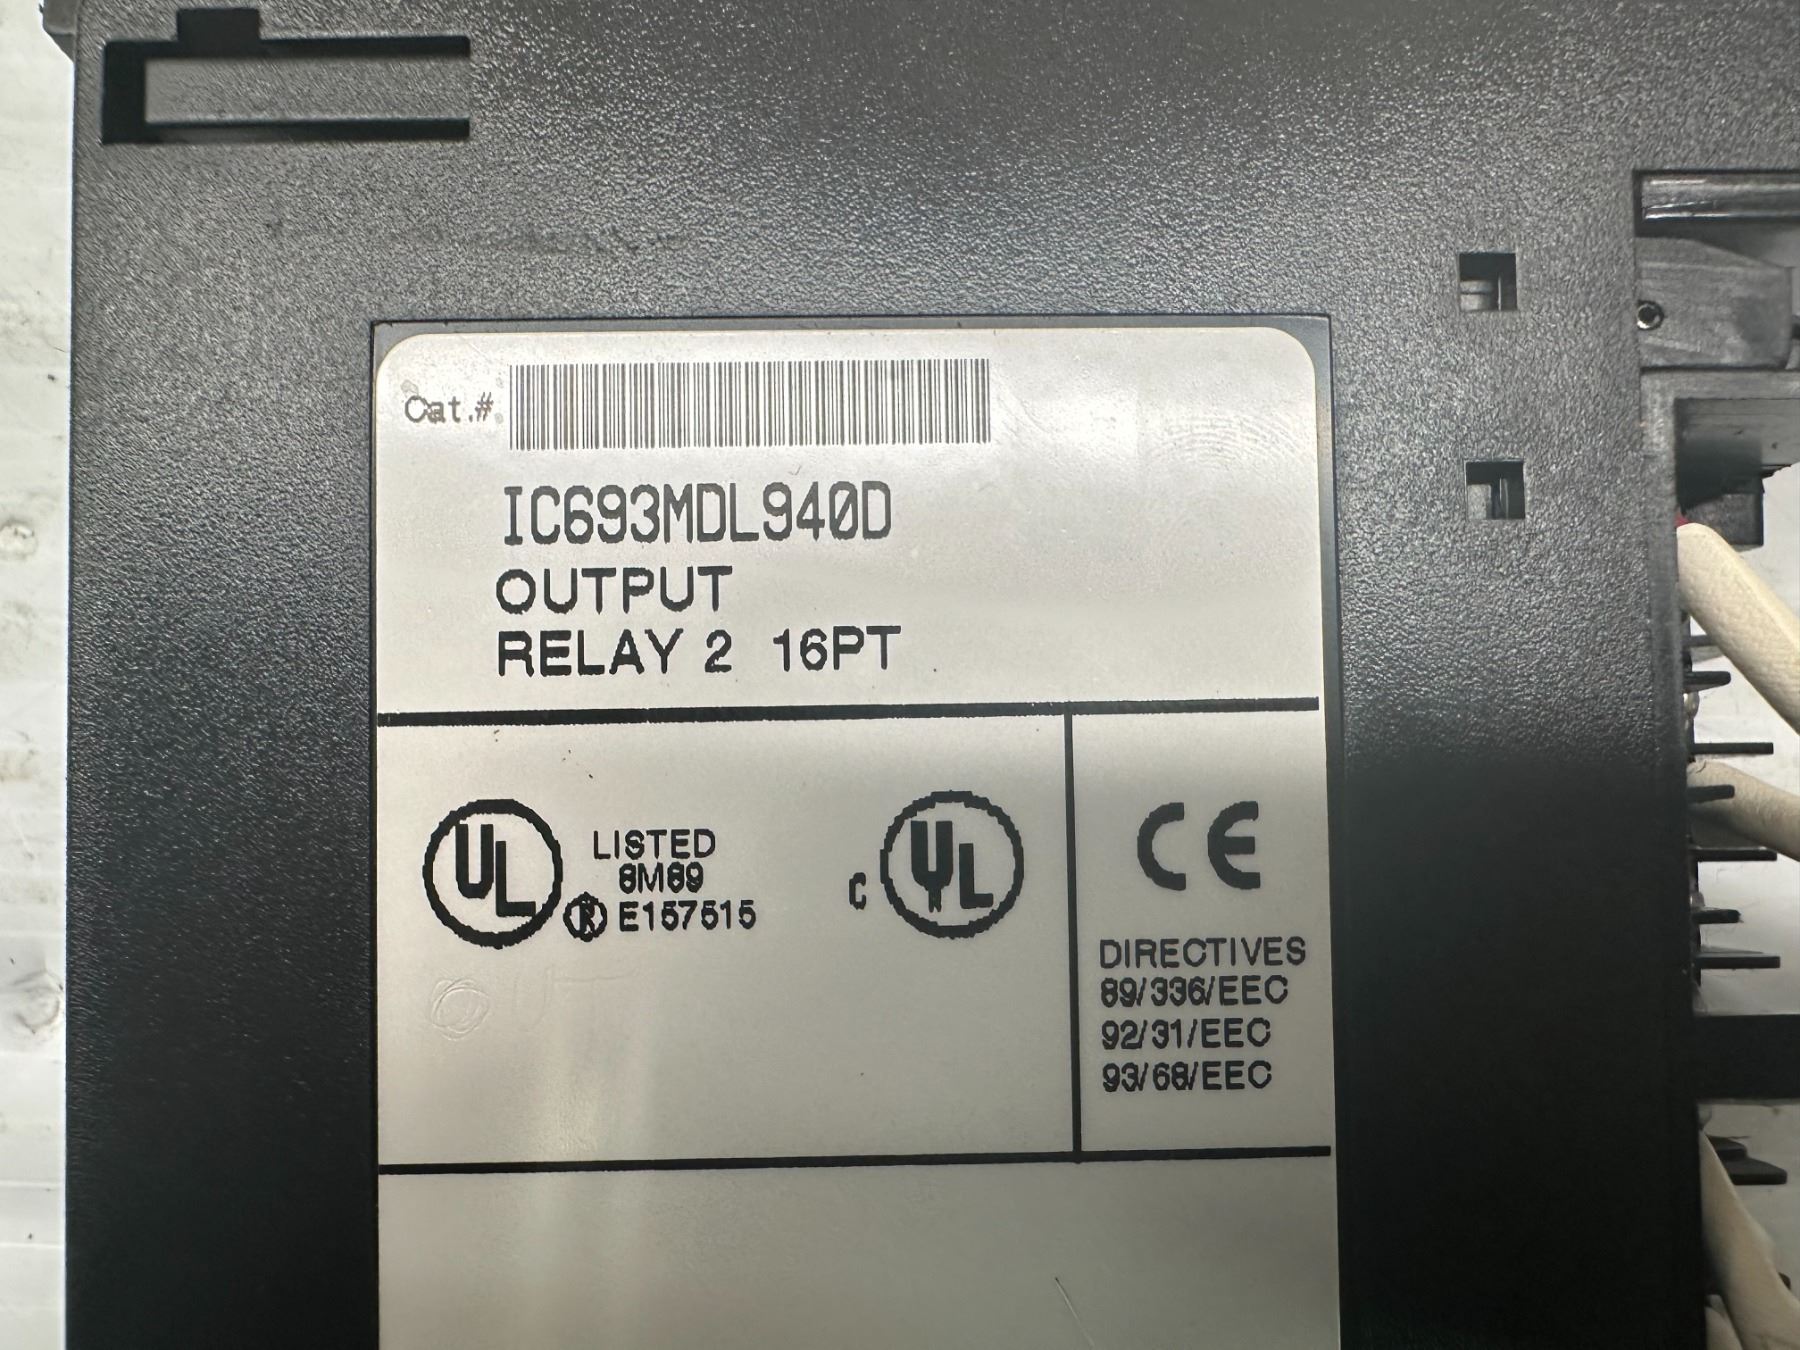 Cat.#
IC693MDL940D
OUTPUT
RELAY 2 16PT
UL
LISTED
8M89
® E157515
C UL
CE
DIRECTIVES
89/336/EEC
92/31/EEC
93/68/EEC
OUT